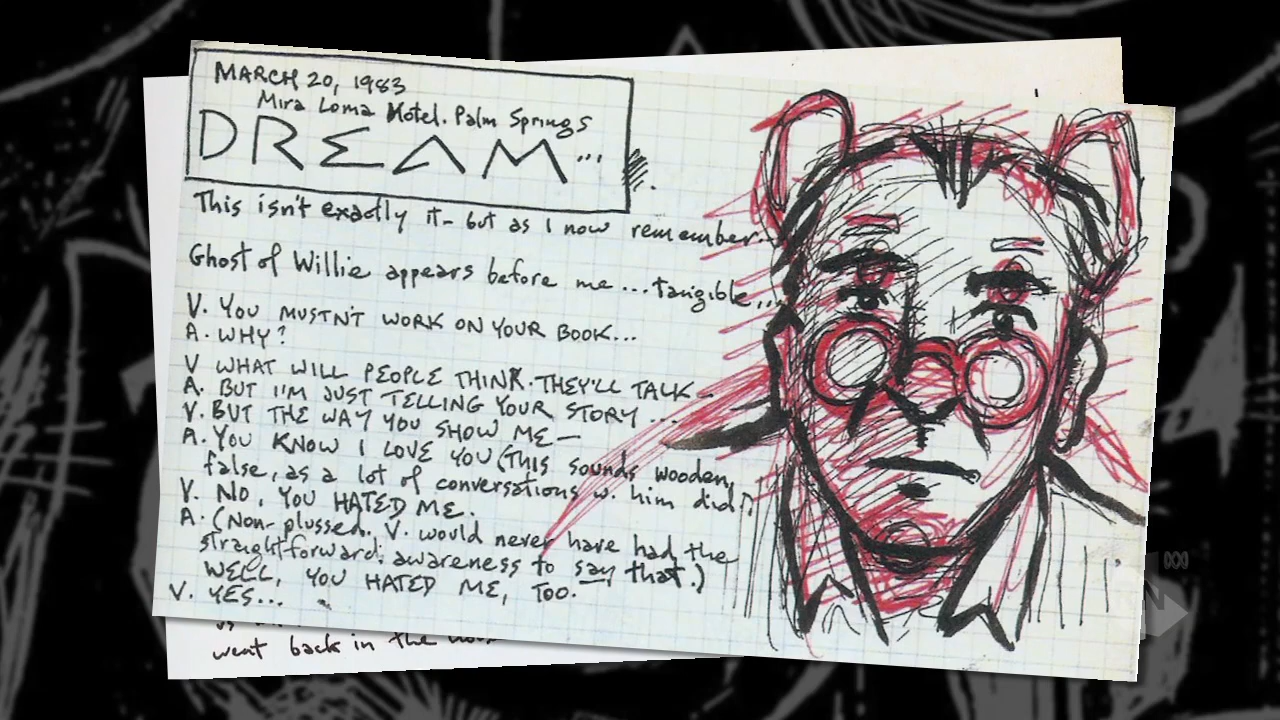 MARCH 20, 1983
Mira Loma Hotel. Palm Springs
DREAM...
This isn't exactly it - but as I now remember...
Ghost of Willie appears before me ... tangible...
V. YOU MUSTN'T WORK ON YOUR BOOK...
A. WHY?
V WHAT WILL PEOPLE THINK. THEY'LL TALK -
A. BUT I'M JUST TELLING YOUR STORY ...
V. BUT THE WAY YOU SHOW ME —
A. YOU KNOW I LOVE YOU (This sounds wooden,
false, as a lot of conversations w. him did.)
V. NO, YOU HATED ME.
A. (Non-plussed. V. would never have had the
straightforward awareness to say that.)
WELL, YOU HATED ME, TOO.
V. YES...
went back in the